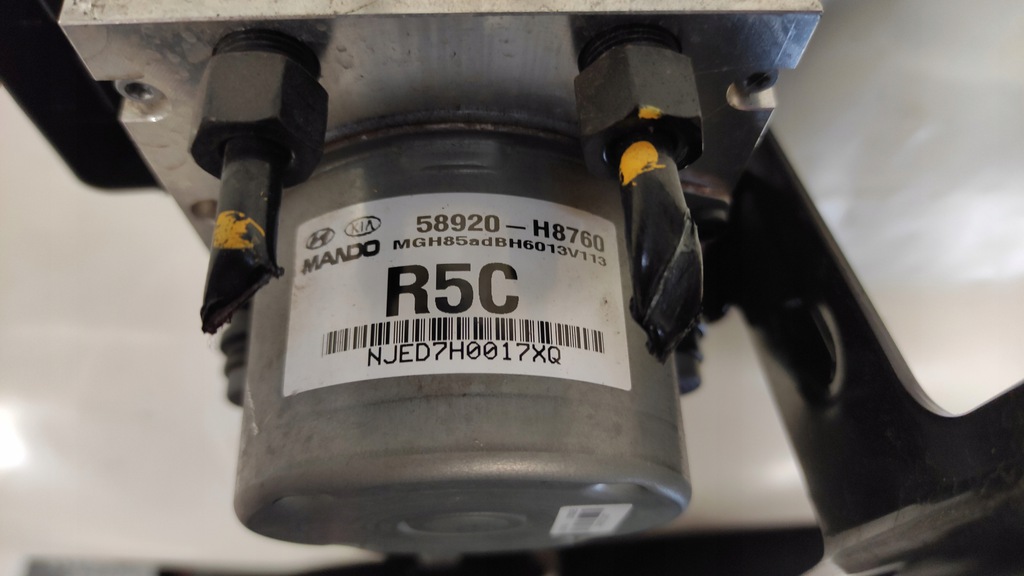 KIA 58920-H8760
MANDO MGH85adBH6013V113
R5C
NJED7H0017XQ